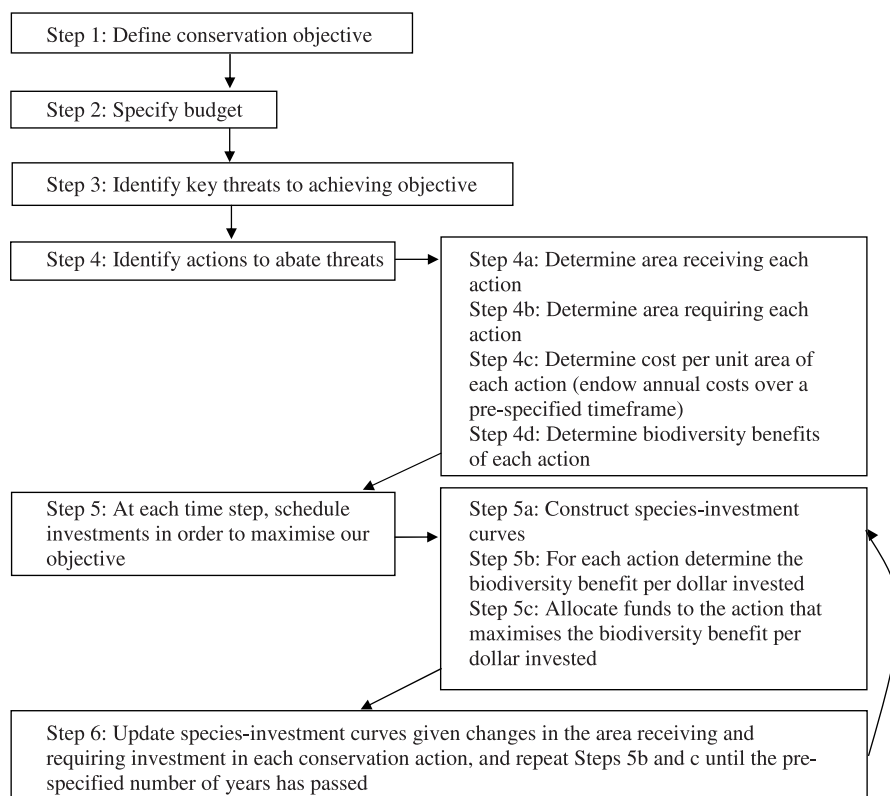 Step 1: Define conservation objective
Step 2: Specify budget
Step 3: Identify key threats to achieving objective
Step 4: Identify actions to abate threats
Step 4a: Determine area receiving each
action
Step 4b: Determine area requiring each
action
Step 4c: Determine cost per unit area of
each action (endow annual costs over a
pre-specified timeframe)
Step 4d: Determine biodiversity benefits
of each action
Step 5: At each time step, schedule
investments in order to maximise our
objective
Step 5a: Construct species-investment
curves
Step 5b: For each action determine the
biodiversity benefit per dollar invested
Step 5c: Allocate funds to the action that
maximises the biodiversity benefit per
dollar invested
Step 6: Update species-investment curves given changes in the area receiving and
requiring investment in each conservation action, and repeat Steps 5b and c until the pre-
specified number of years has passed